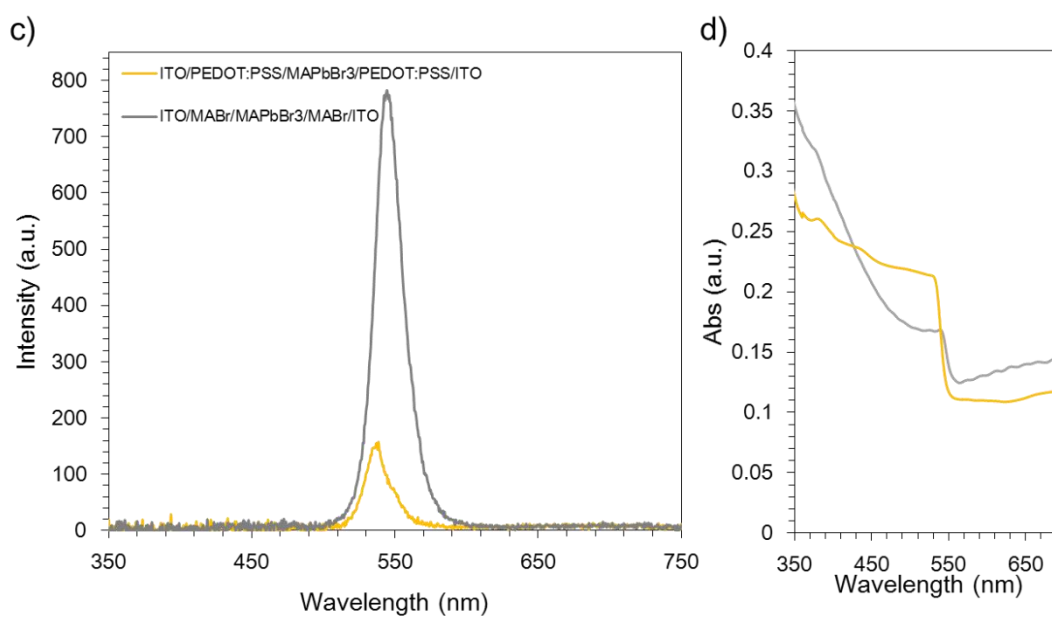 c)
Intensity (a.u.)
800
700
600
500
400
300
200
100
0
ITO/PEDOT:PSS/MAPbBr3/PEDOT:PSS/ITO
ITO/MABr/MAPbBr3/MABr/ITO
350 450 550 650 750
Wavelength (nm)
d)
Abs (a.u.)
0.4
0.35
0.3
0.25
0.2
0.15
0.1
0.05
0
350 450 550 650
Wavelength (nm)